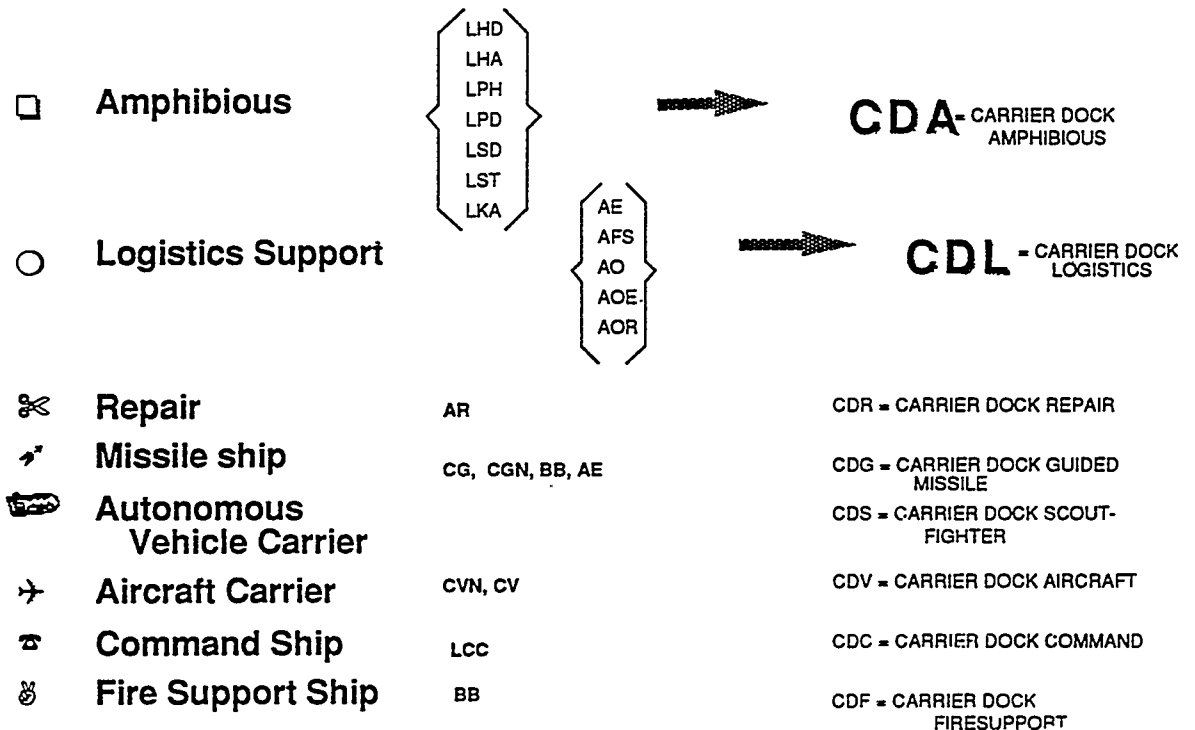 Amphibious
LHD
LHA
LPH
LPD
LSD
LST
LKA
CDA = CARRIER DOCK
AMPHIBIOUS
Logistics Support
AE
AFS
AO
AOE
AOR
CDL = CARRIER DOCK
LOGISTICS
Repair
AR
CDR = CARRIER DOCK REPAIR
Missile ship
CG, CGN, BB, AE
CDG = CARRIER DOCK GUIDED
MISSILE
Autonomous
Vehicle Carrier
CDS = CARRIER DOCK SCOUT-
FIGHTER
Aircraft Carrier
CVN, CV
CDV = CARRIER DOCK AIRCRAFT
Command Ship
LCC
CDC = CARRIER DOCK COMMAND
Fire Support Ship
BB
CDF = CARRIER DOCK
FIRESUPPORT